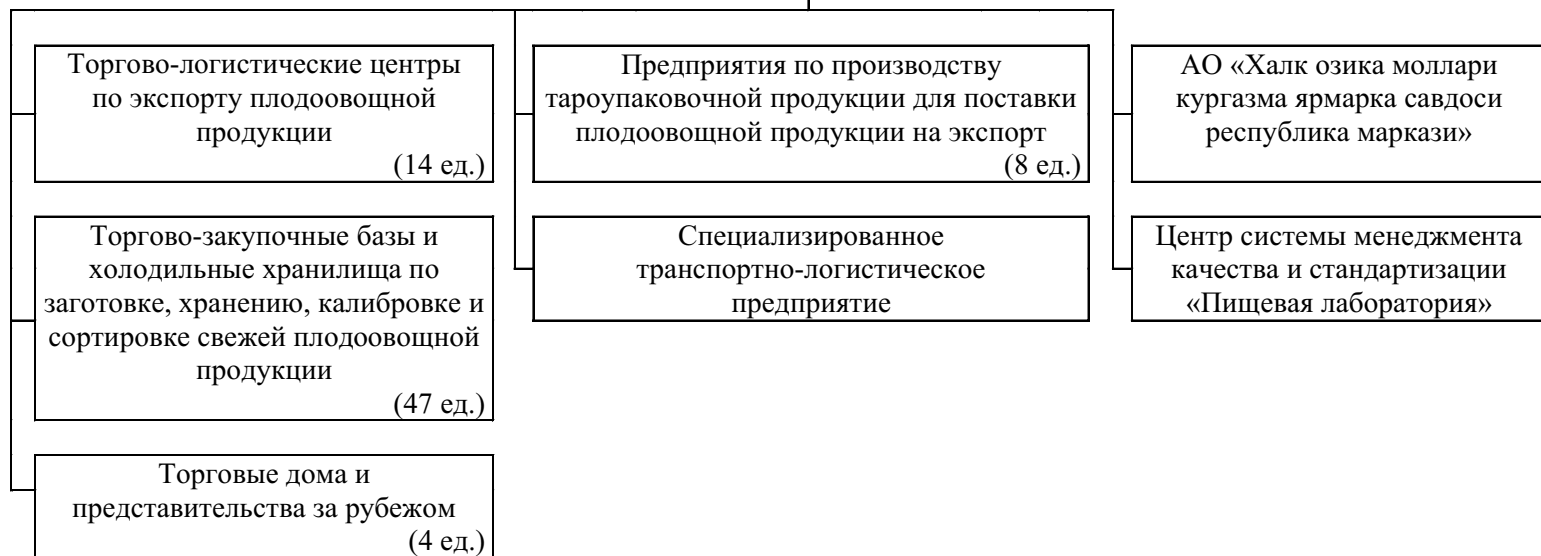 Торгово-логистические центры
по экспорту плодоовощной
продукции
(14 ед.)
Торгово-закупочные базы и
холодильные хранилища по
заготовке, хранению, калибровке и
сортировке свежей плодоовощной
продукции
(47 ед.)
Торговые дома и
представительства за рубежом
(4 ед.)
Предприятия по производству
тароупаковочной продукции для поставки
плодоовощной продукции на экспорт
(8 ед.)
Специализированное
транспортно-логистическое
предприятие
АО «Халк озика моллари
кургазма ярмарка савдоси
республика маркази»
Центр системы менеджмента
качества и стандартизации
«Пищевая лаборатория»